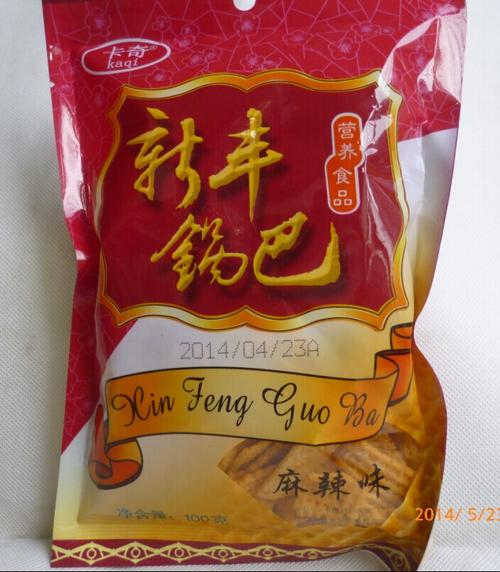 卡奇®
kaqi
新丰
锅巴
营养食品
2014/04/23A
Xin Feng Guo Ba
麻辣味
净含量：100克
2014/ 5/23